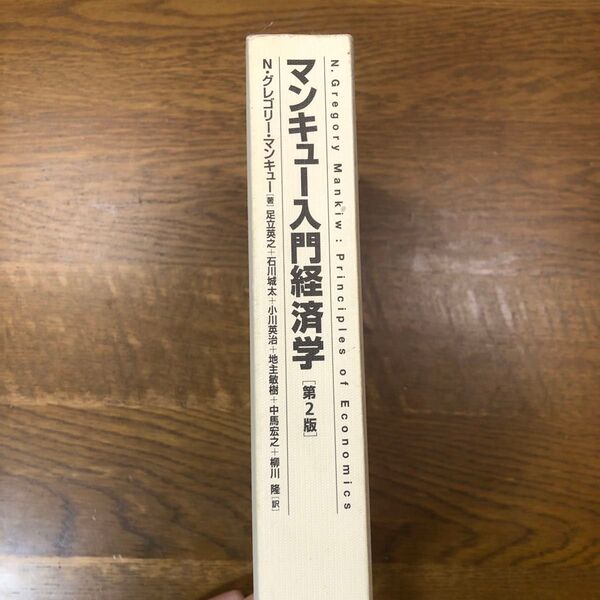 N. Gregory Mankiw : Principles of Economics
マンキュー入門経済学[第2版]
N・グレゴリー・マンキュー[著]足立英之+石川城太+小川英治+地主敏樹+中馬宏之+柳川 隆[訳]